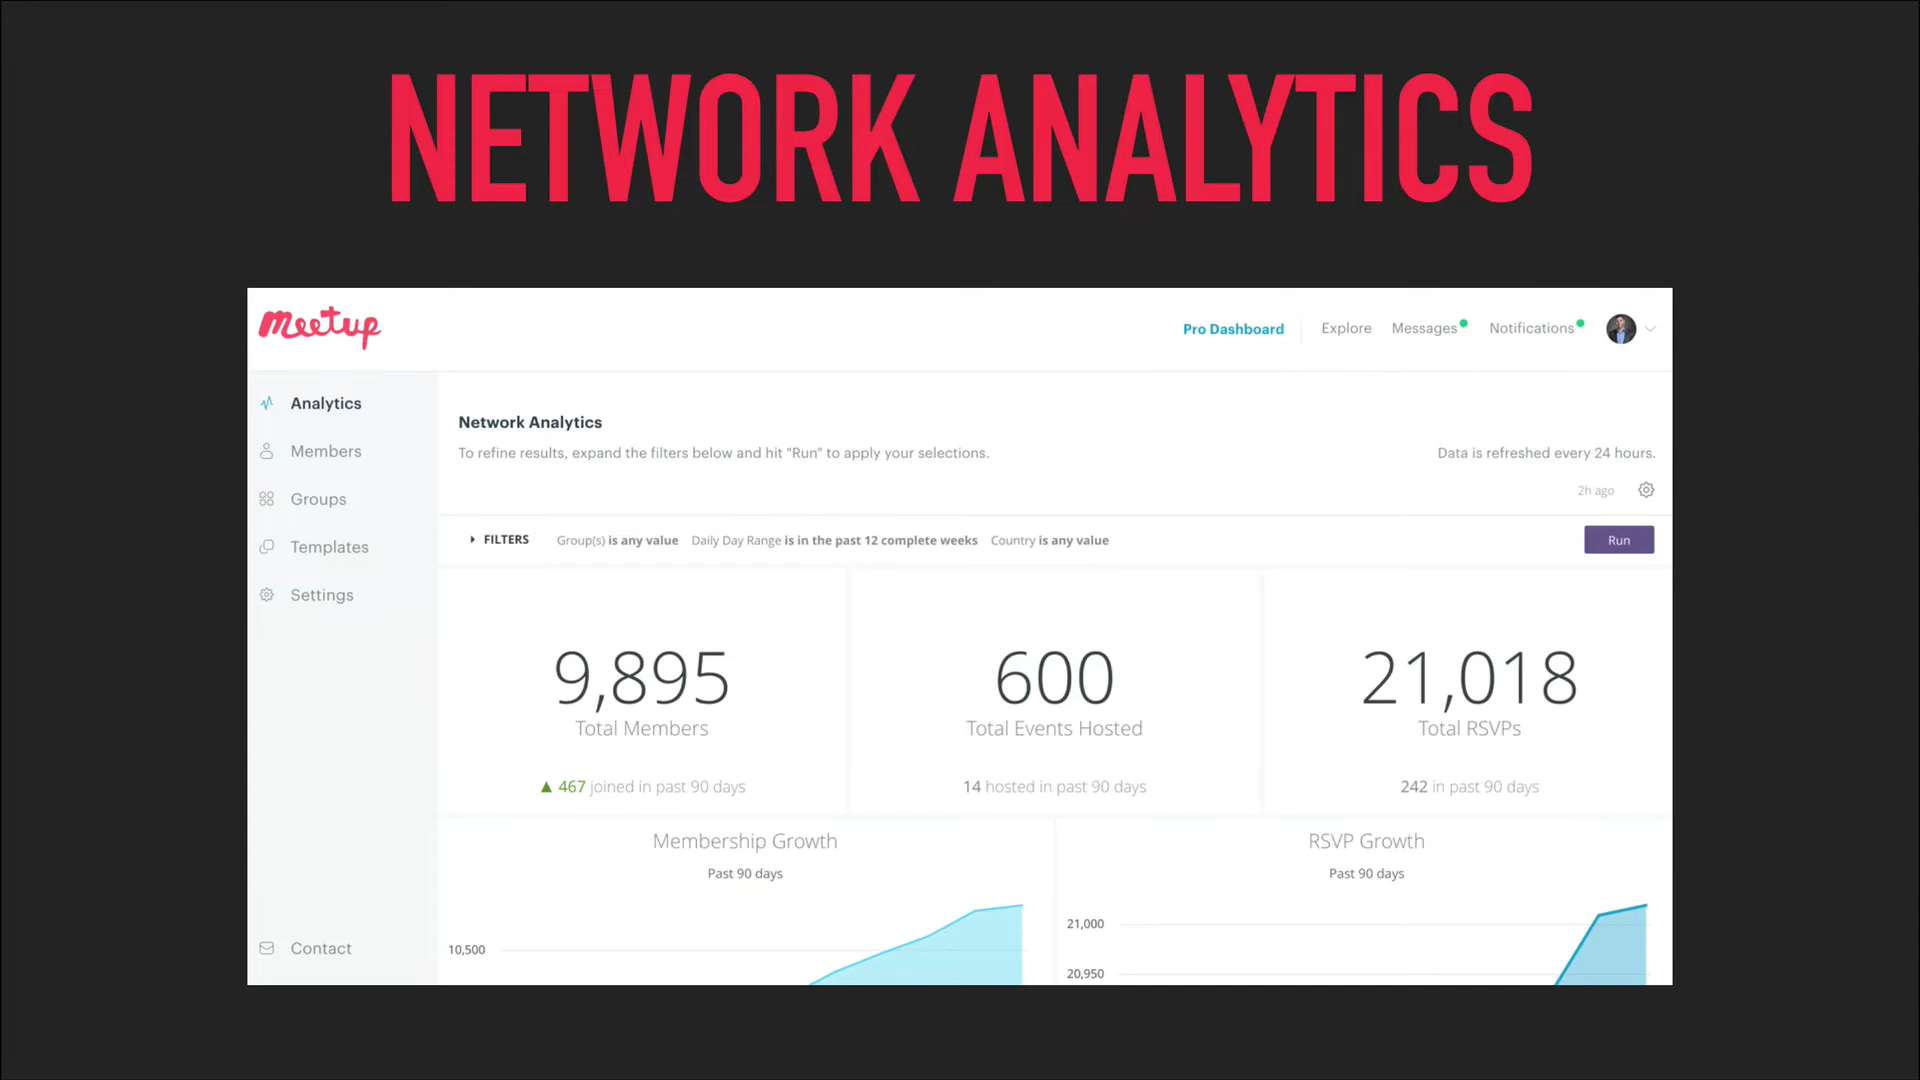 NETWORK ANALYTICS
Meetup
Pro Dashboard
Explore
Messages
Notifications
Analytics
Members
Groups
Templates
Settings
Contact
Network Analytics
To refine results, expand the filters below and hit "Run" to apply your selections.
Data is refreshed every 24 hours.
2h ago
FILTERS Group(s) is any value Daily Day Range is in the past 12 complete weeks Country is any value
Run
9,895
Total Members
▲ 467 joined in past 90 days
600
Total Events Hosted
14 hosted in past 90 days
21,018
Total RSVPs
242 in past 90 days
Membership Growth
Past 90 days
10,500
RSVP Growth
Past 90 days
21,000
20,950